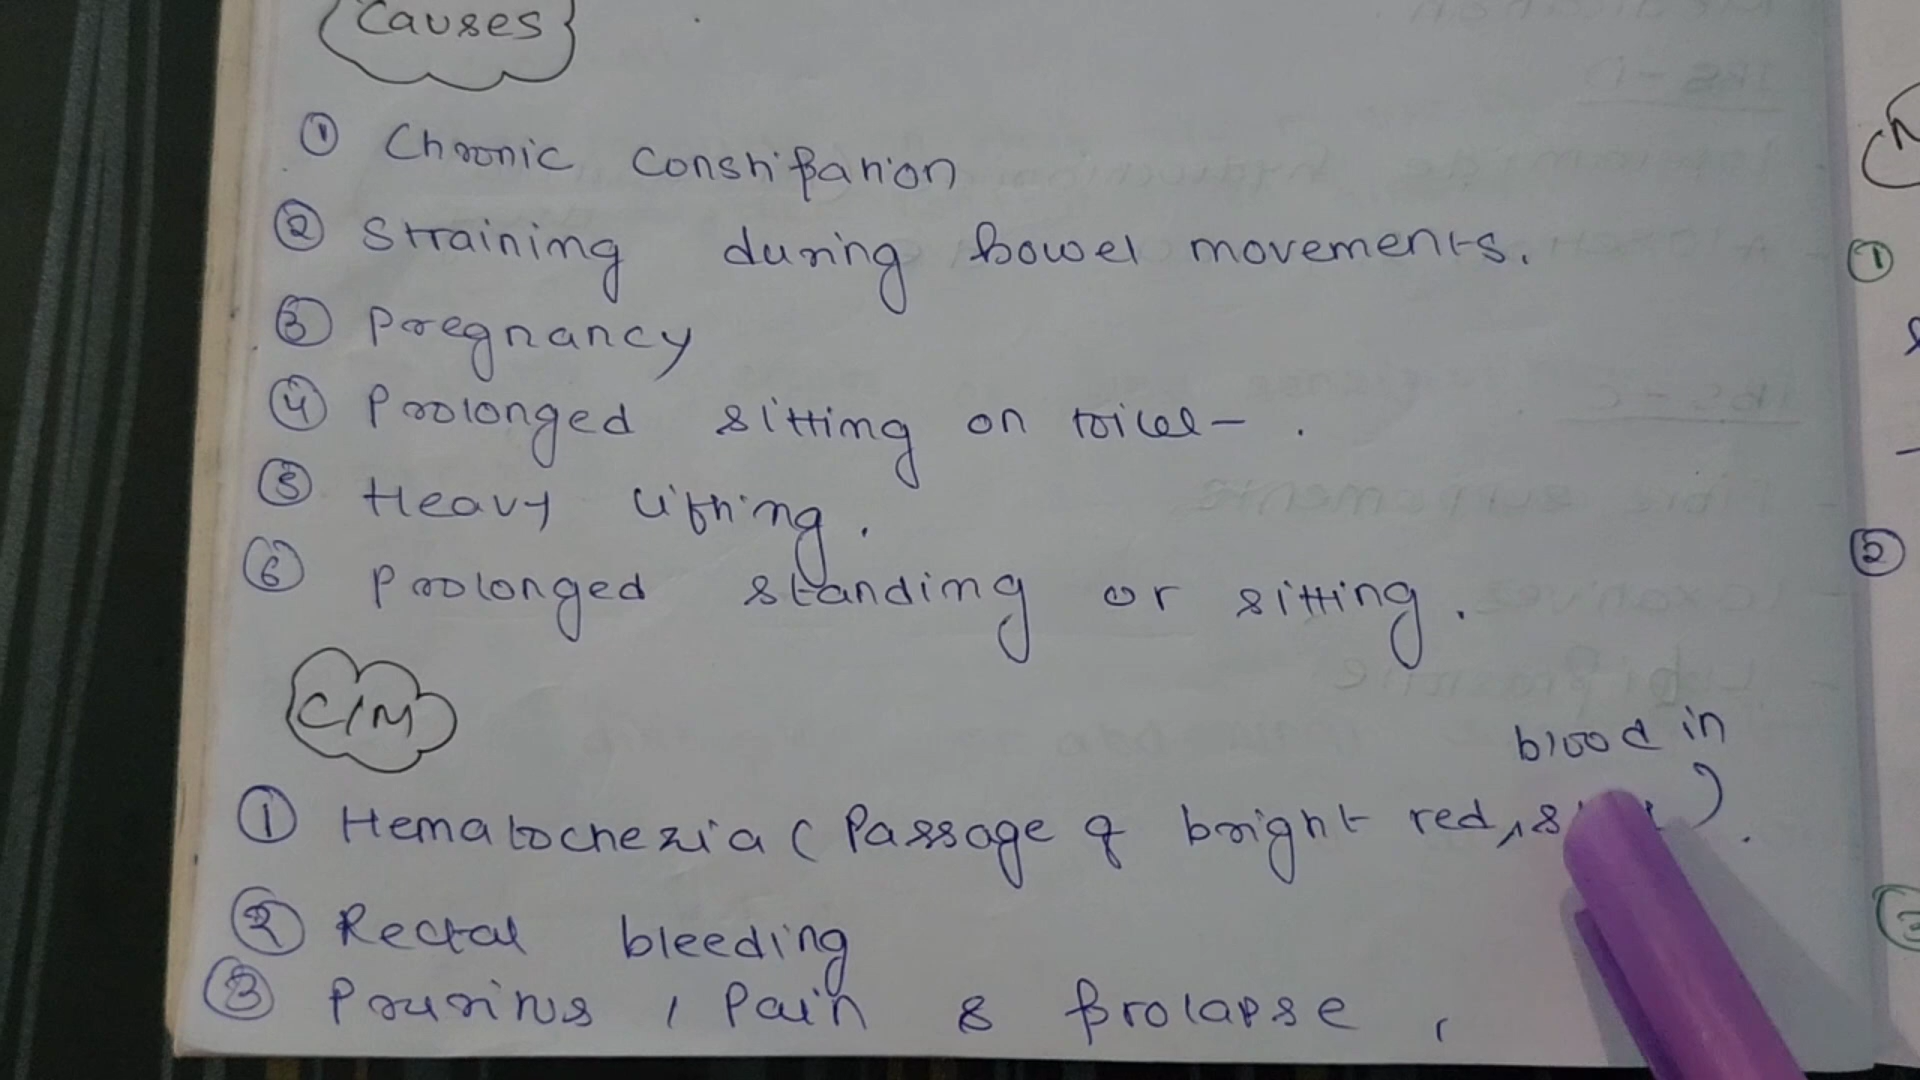 Causes
① Chronic Constipation
② Straining during bowel movements.
③ Pregnancy
④ Prolonged sitting on toilet .
⑤ Heavy lifting .
⑥ Prolonged standing or sitting .
C/M
blood in
① Hematochezia ( Passage of bright red, ) .
② Rectal bleeding
③ Pruritus , Pain & Prolapse ,
①
②